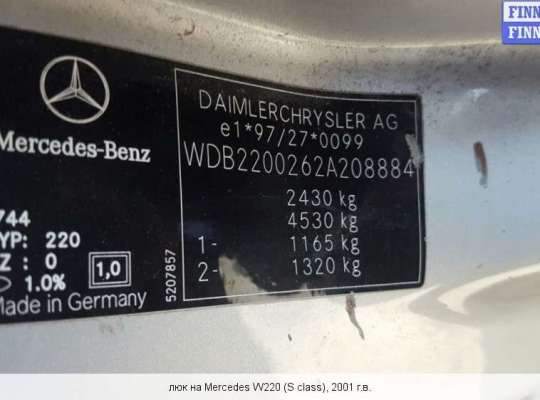 FINN
FINN
Mercedes-Benz
DAIMLERCHRYSLER AG
e1*97/27*0099
WDB2200262A208884
2430 kg
4530 kg
1- 1165 kg
2- 1320 kg
744
YP: 220
Z : 0
1.0% 1,0
Made in Germany
5207857
люк на Mercedes W220 (S class), 2001 г.в.